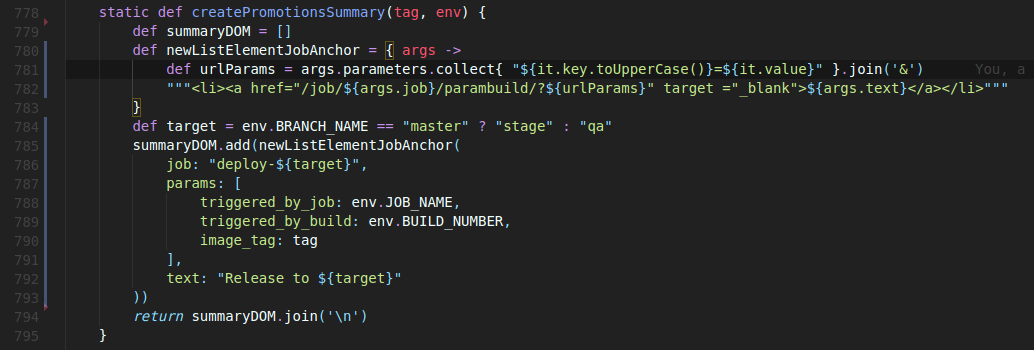 778 static def createPromotionsSummary(tag, env) {
779 def summaryDOM = []
780 def newListElementJobAnchor = { args ->
781 def urlParams = args.parameters.collect{ "${it.key.toUpperCase()}=${it.value}" }.join('&') You, a
782 """<li><a href="/job/${args.job}/parambuild/?${urlParams}" target ="_blank">${args.text}</a></li>"""
783 }
784 def target = env.BRANCH_NAME == "master" ? "stage" : "qa"
785 summaryDOM.add(newListElementJobAnchor(
786 job: "deploy-${target}",
787 params: [
788 triggered_by_job: env.JOB_NAME,
789 triggered_by_build: env.BUILD_NUMBER,
790 image_tag: tag
791 ],
792 text: "Release to ${target}"
793 ))
794 return summaryDOM.join('\n')
795 }